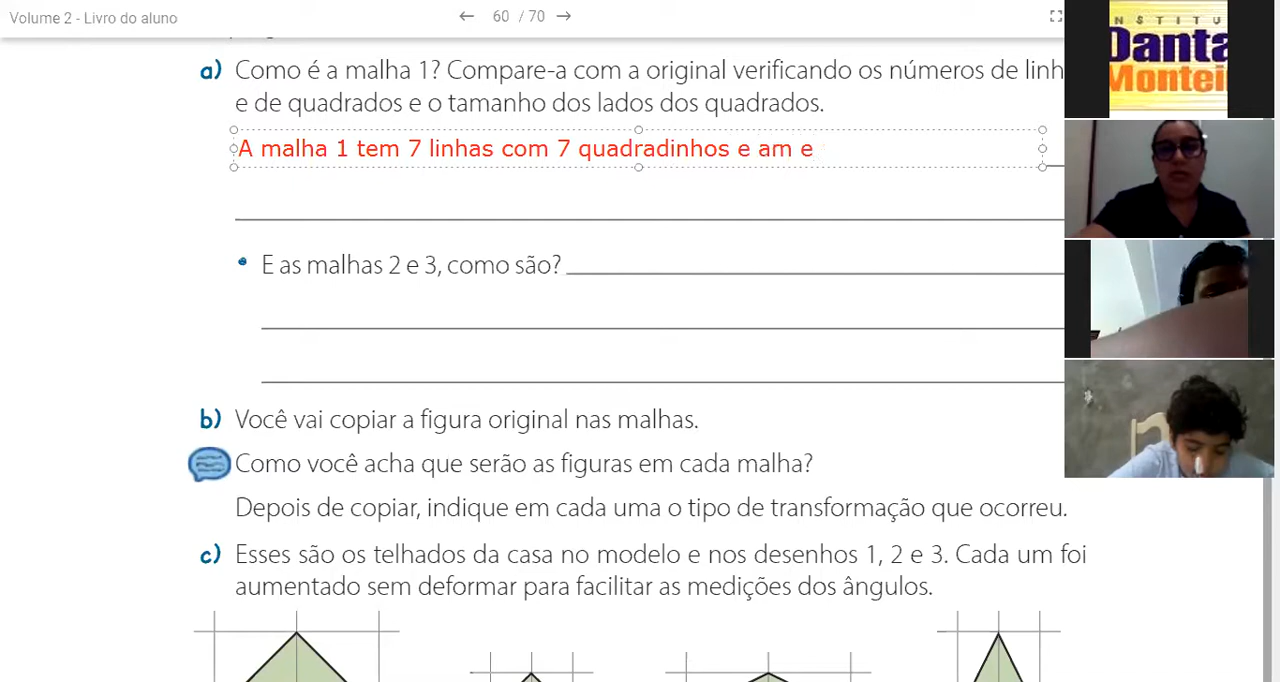 Volume 2 - Livro do aluno
60 / 70
a) Como é a malha 1? Compare-a com a original verificando os números de linh
e de quadrados e o tamanho dos lados dos quadrados.
A malha 1 tem 7 linhas com 7 quadradinhos e am e
• E as malhas 2 e 3, como são?
b) Você vai copiar a figura original nas malhas.
Como você acha que serão as figuras em cada malha?
Depois de copiar, indique em cada uma o tipo de transformação que ocorreu.
c) Esses são os telhados da casa no modelo e nos desenhos 1, 2 e 3. Cada um foi
aumentado sem deformar para facilitar as medições dos ângulos.
NSTITU
Danta
Montei